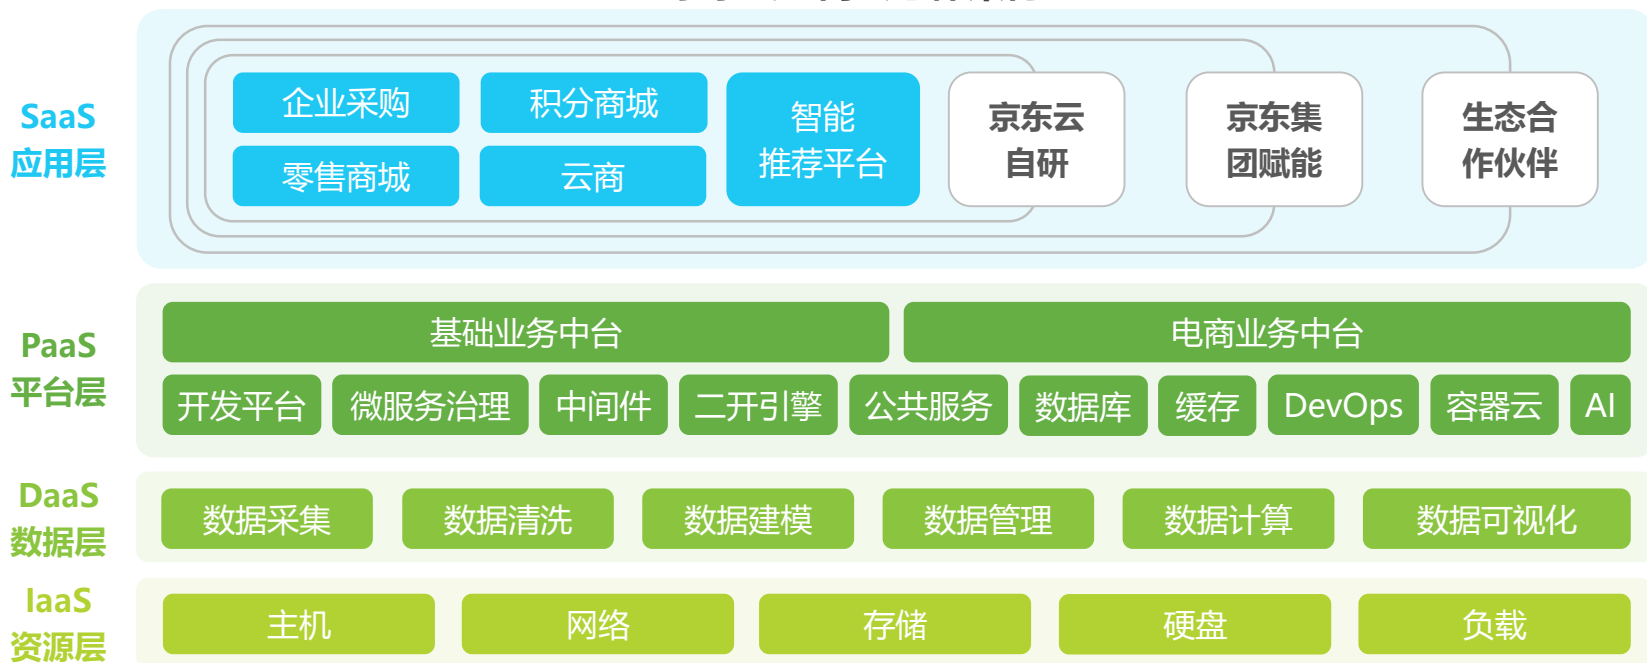 SaaS
应用层
企业采购
积分商城
零售商城
云商
智能
推荐平台
京东云
自研
京东集
团赋能
生态合
作伙伴
PaaS
平台层
基础业务中台
电商业务中台
开发平台
微服务治理
中间件
二开引擎
公共服务
数据库
缓存
DevOps
容器云
AI
DaaS
数据层
数据采集
数据清洗
数据建模
数据管理
数据计算
数据可视化
IaaS
资源层
主机
网络
存储
硬盘
负载